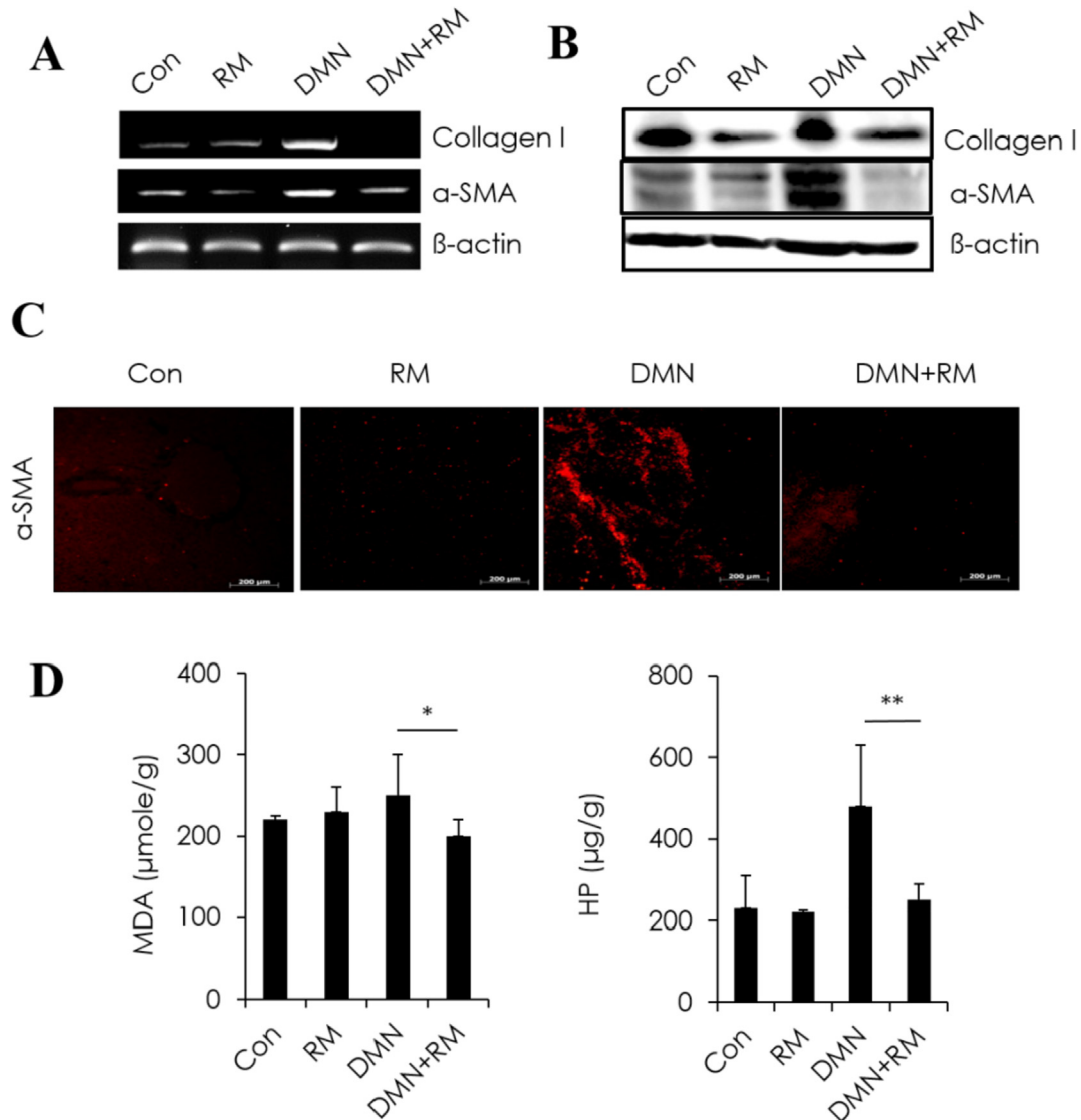 A
Con RM DMN DMN+RM
Collagen I
α-SMA
ß-actin
B
Con RM DMN DMN+RM
Collagen I
α-SMA
ß-actin
C
Con RM DMN DMN+RM
α-SMA
200 µm 200 µm 200 µm 200 µm
D
MDA (µmole/g)
400
300
200
100
0
*
Con RM DMN DMN+RM
HP (µg/g)
800
600
400
200
0
**
Con RM DMN DMN+RM